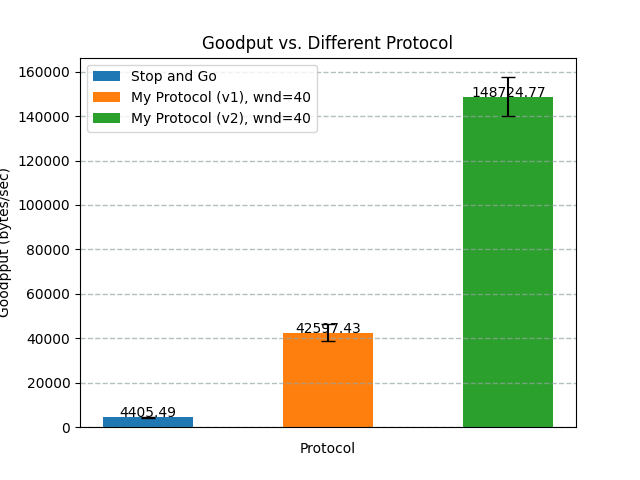 Goodput vs. Different Protocol
Stop and Go
My Protocol (v1), wnd=40
My Protocol (v2), wnd=40
Goodpput (bytes/sec)
160000
140000
120000
100000
80000
60000
40000
20000
0
4405.49
42597.43
148724.77
Protocol